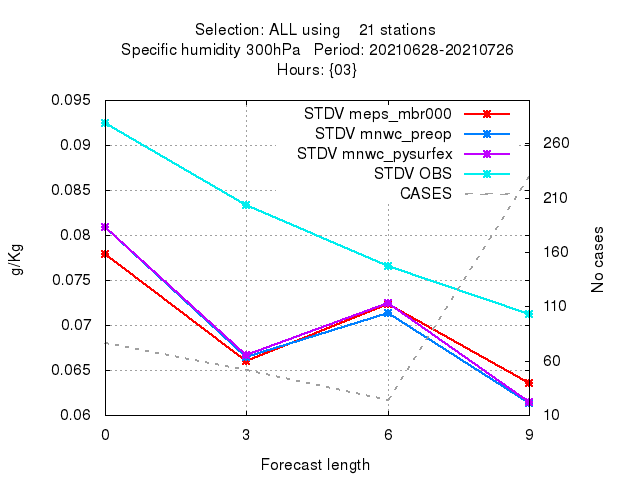 Selection: ALL using 21 stations
Specific humidity 300hPa Period: 20210628-20210726
Hours: {03}
STDV meps_mbr000
STDV mnwc_preop
STDV mnwc_pysurfex
STDV OBS
CASES
0.095
0.09
0.085
0.08
0.075
0.07
0.065
0.06
g/Kg
260
210
160
110
60
10
No cases
0 3 6 9
Forecast length